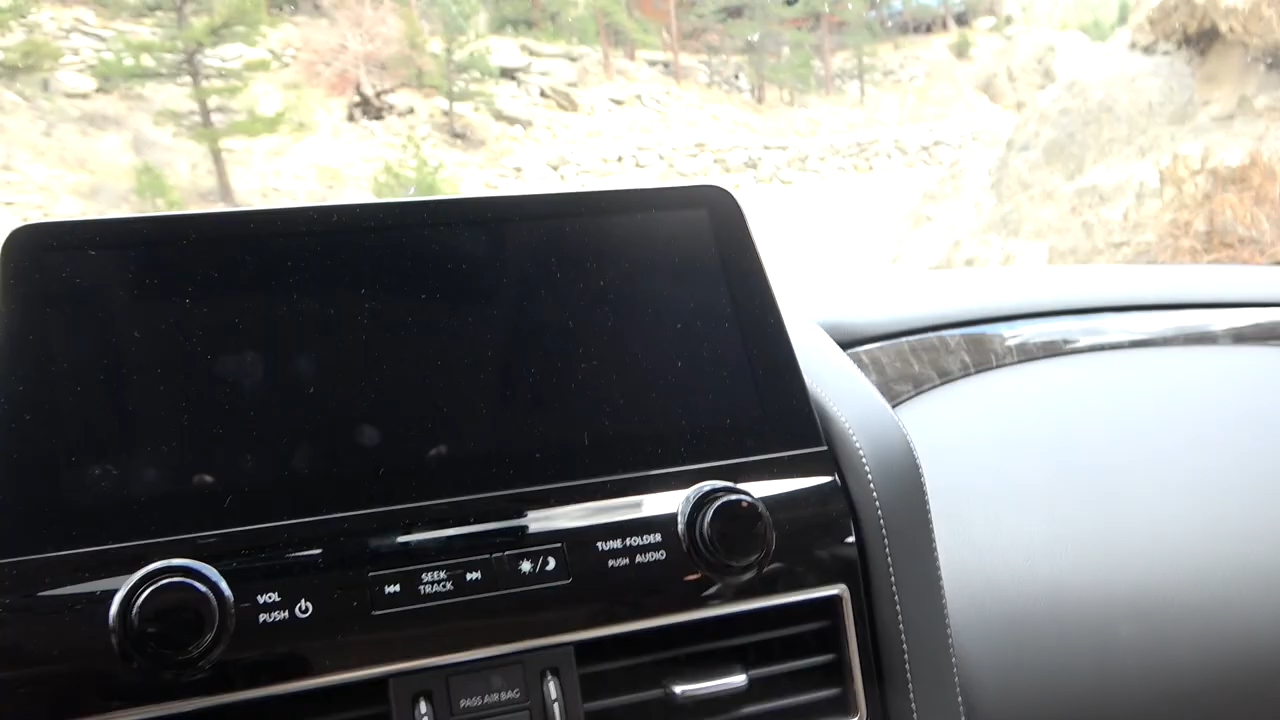 VOL
PUSH
SEEK
TRACK
TUNE·FOLDER
PUSH AUDIO
PASS AIR BAG